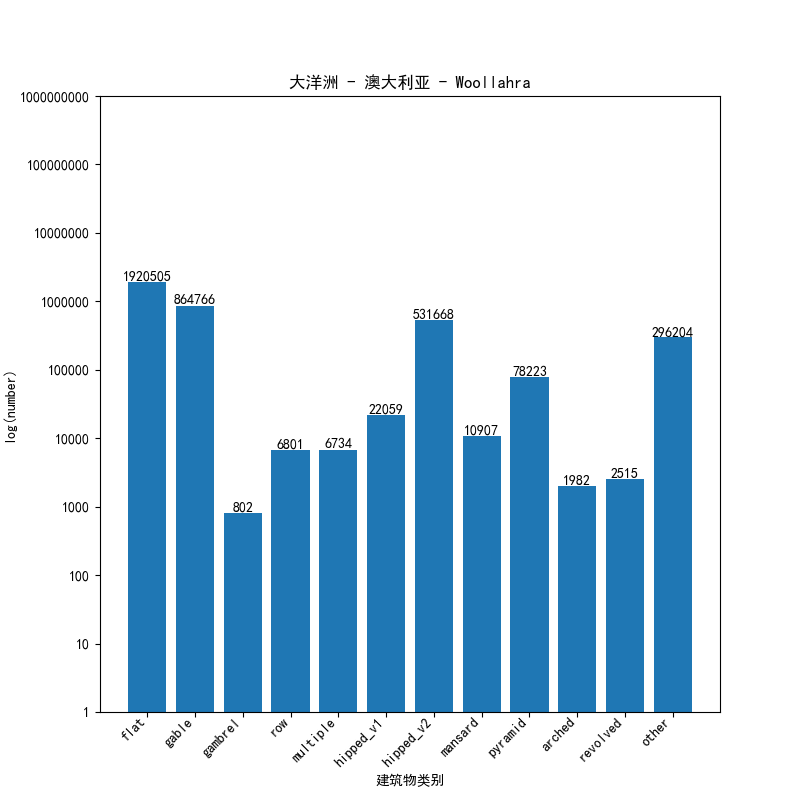 大洋洲 - 澳大利亚 - Woollahra
1000000000
100000000
10000000
1000000
100000
10000
1000
100
10
1
log(number)
1920505
864766
802
6801
6734
22059
531668
10907
78223
1982
2515
296204
flat
gable
gambrel
row
multiple
hipped_v1
hipped_v2
mansard
pyramid
arched
revolved
other
建筑物类别